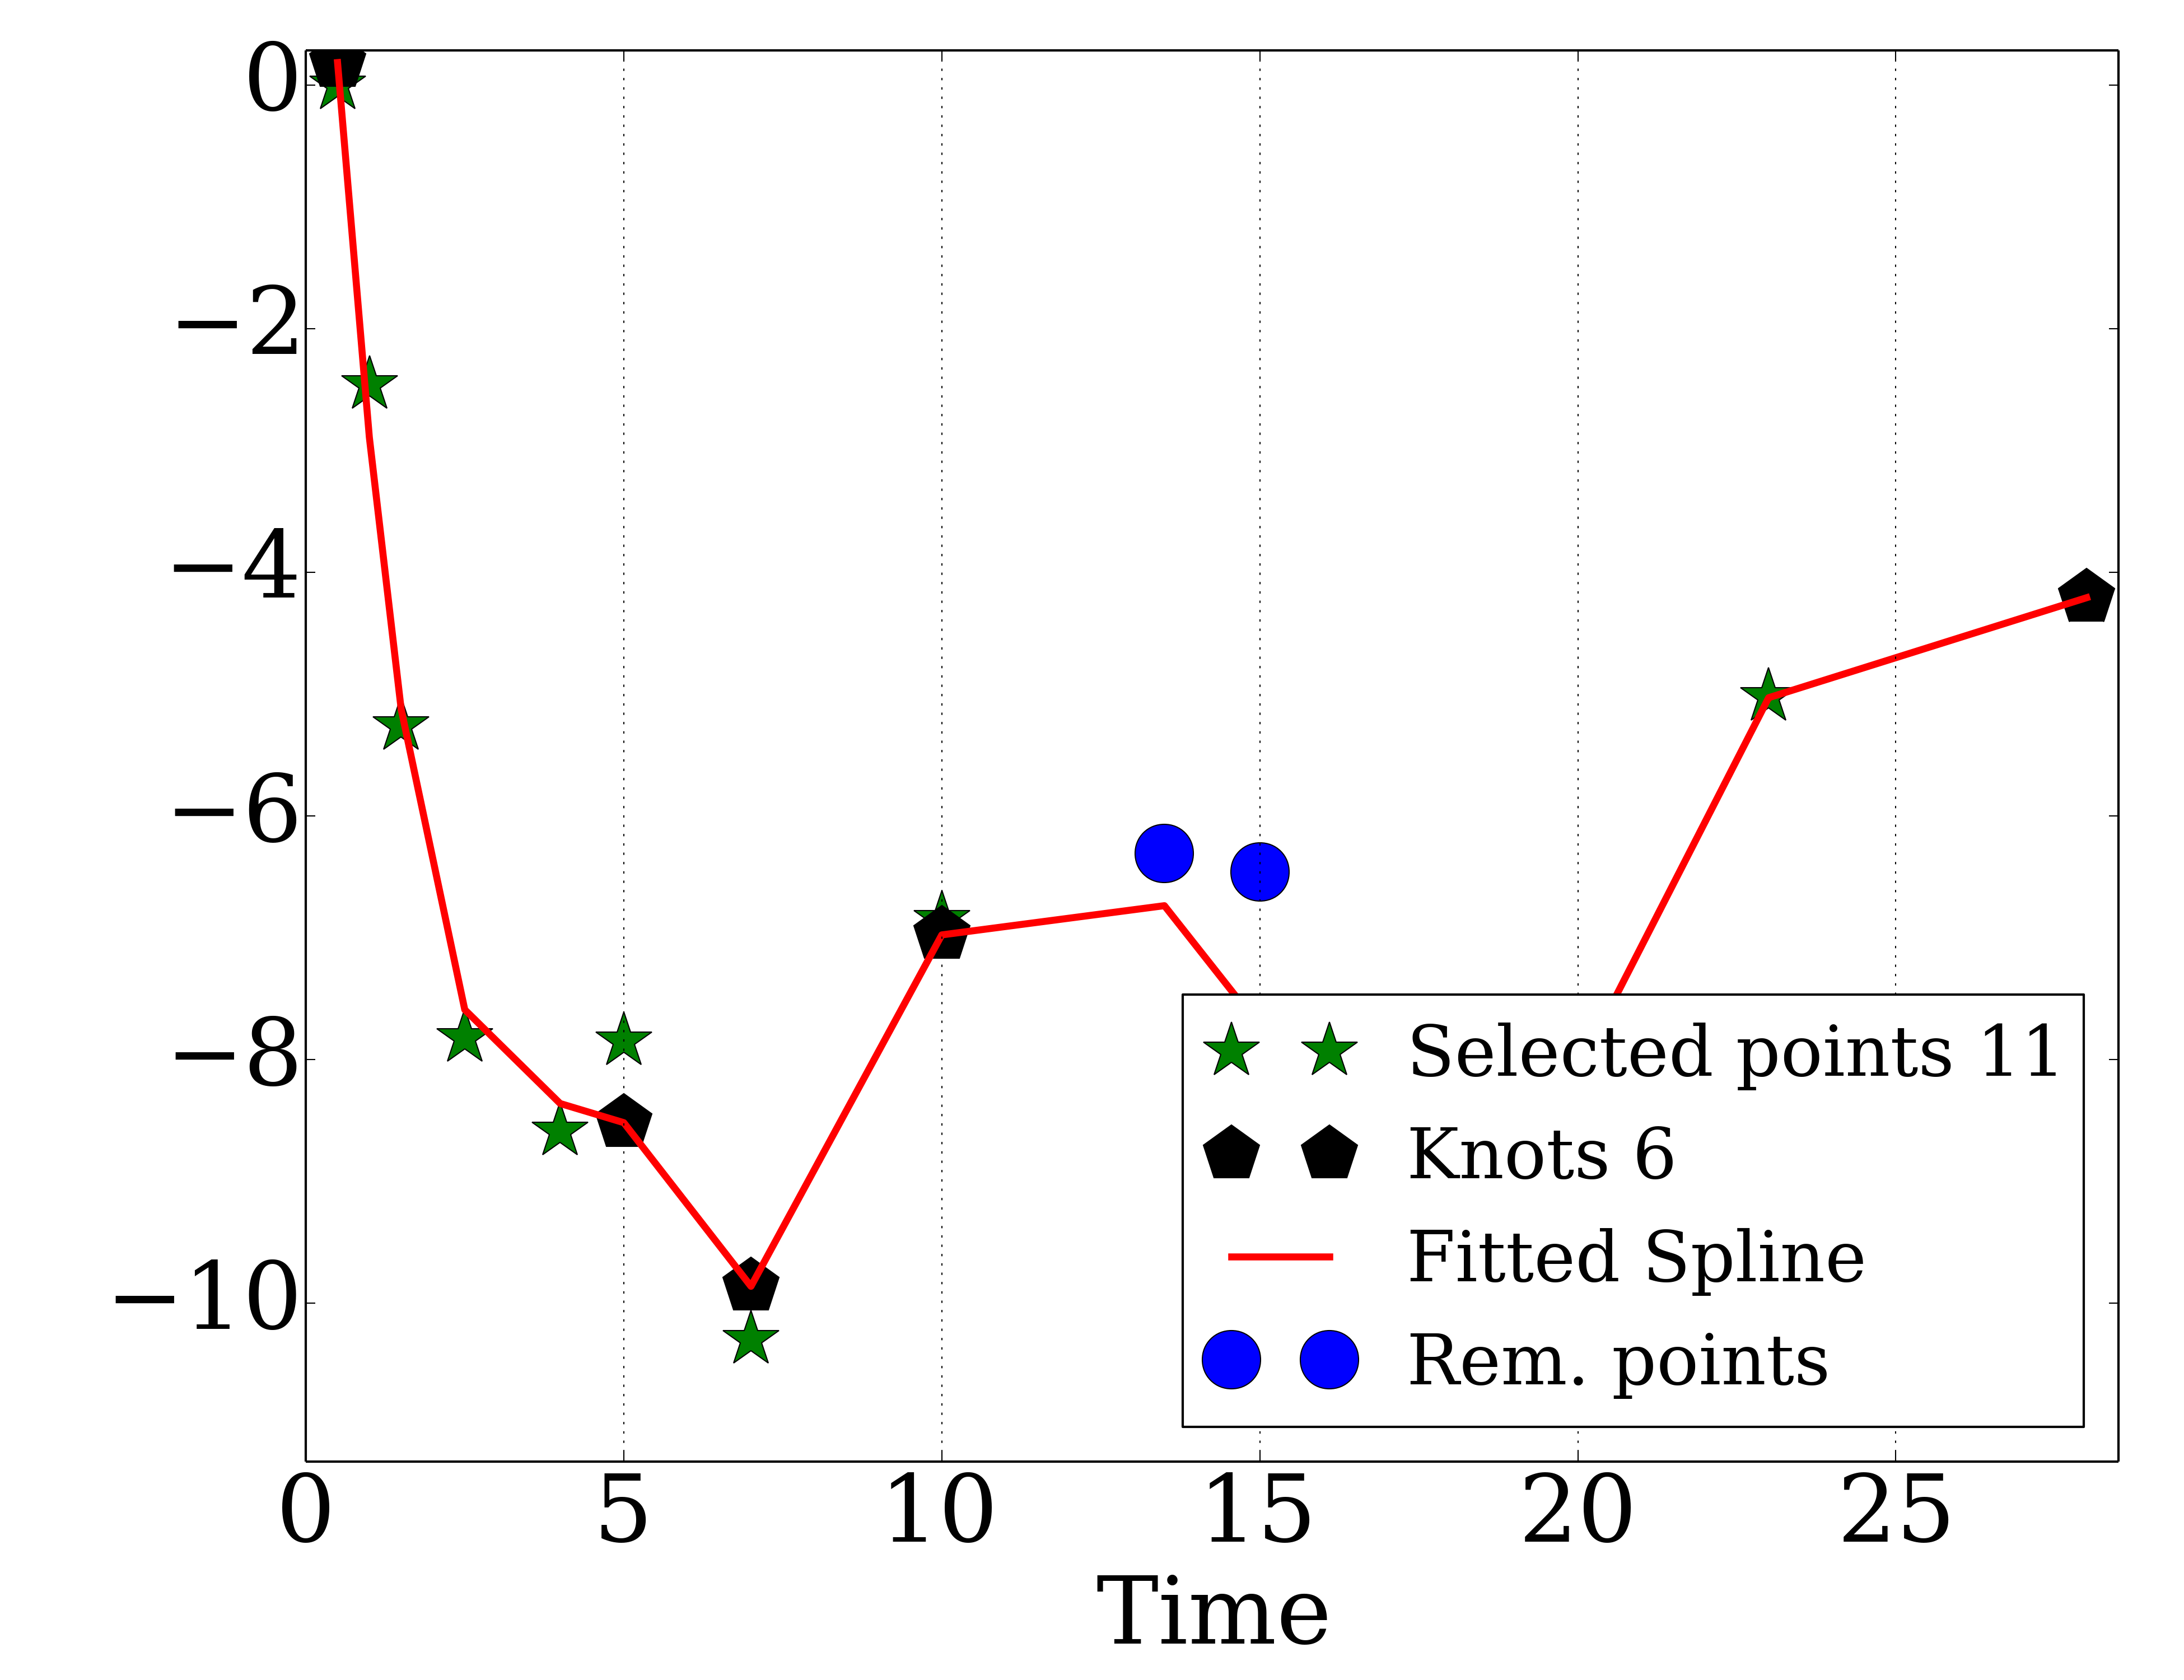 0
−2
−4
−6
−8
−10
Selected points 11
Knots 6
Fitted Spline
Rem. points
0 5 10 15 20 25
Time